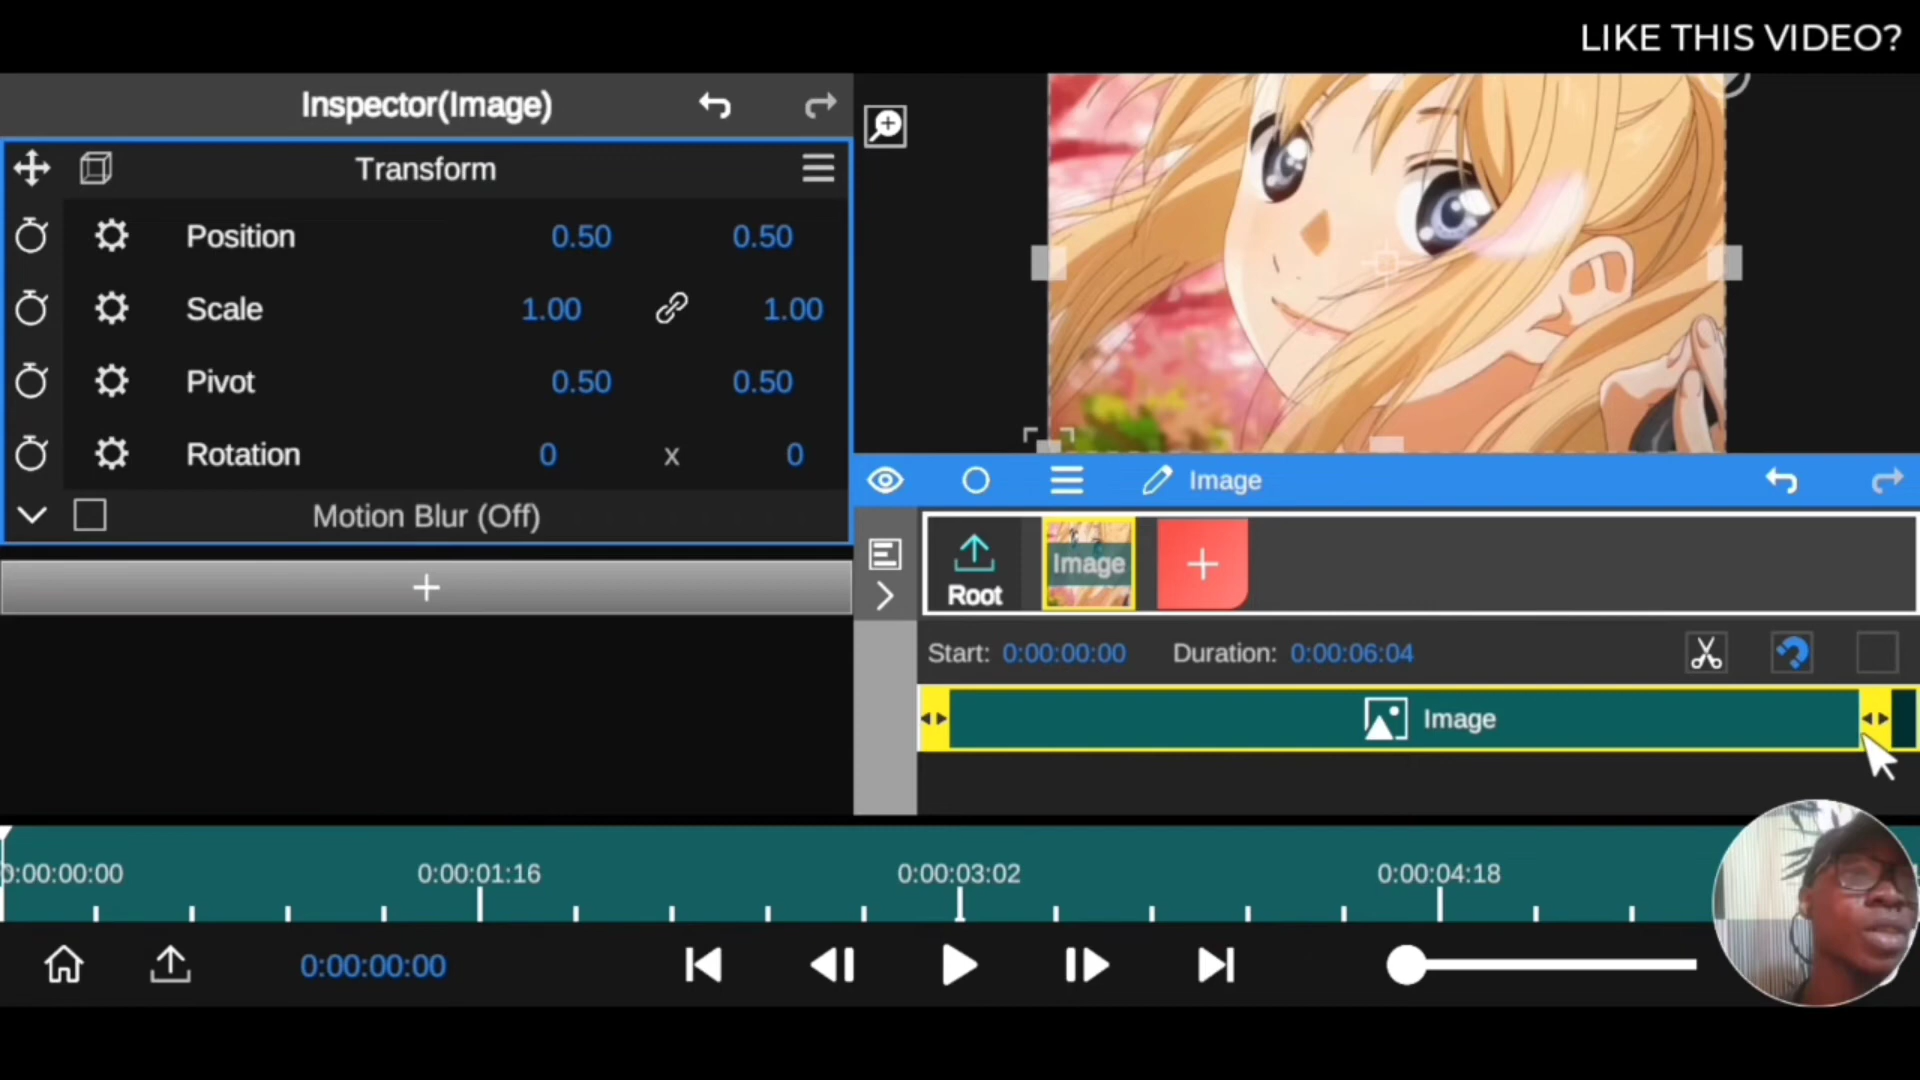 LIKE THIS VIDEO?
Inspector(Image)
Transform
Position 0.50 0.50
Scale 1.00 1.00
Pivot 0.50 0.50
Rotation 0 x 0
Motion Blur (Off)
Image
Root
Image
Start: 0:00:00:00 Duration: 0:00:06:04
Image
0:00:00:00 0:00:01:16 0:00:03:02 0:00:04:18
0:00:00:00